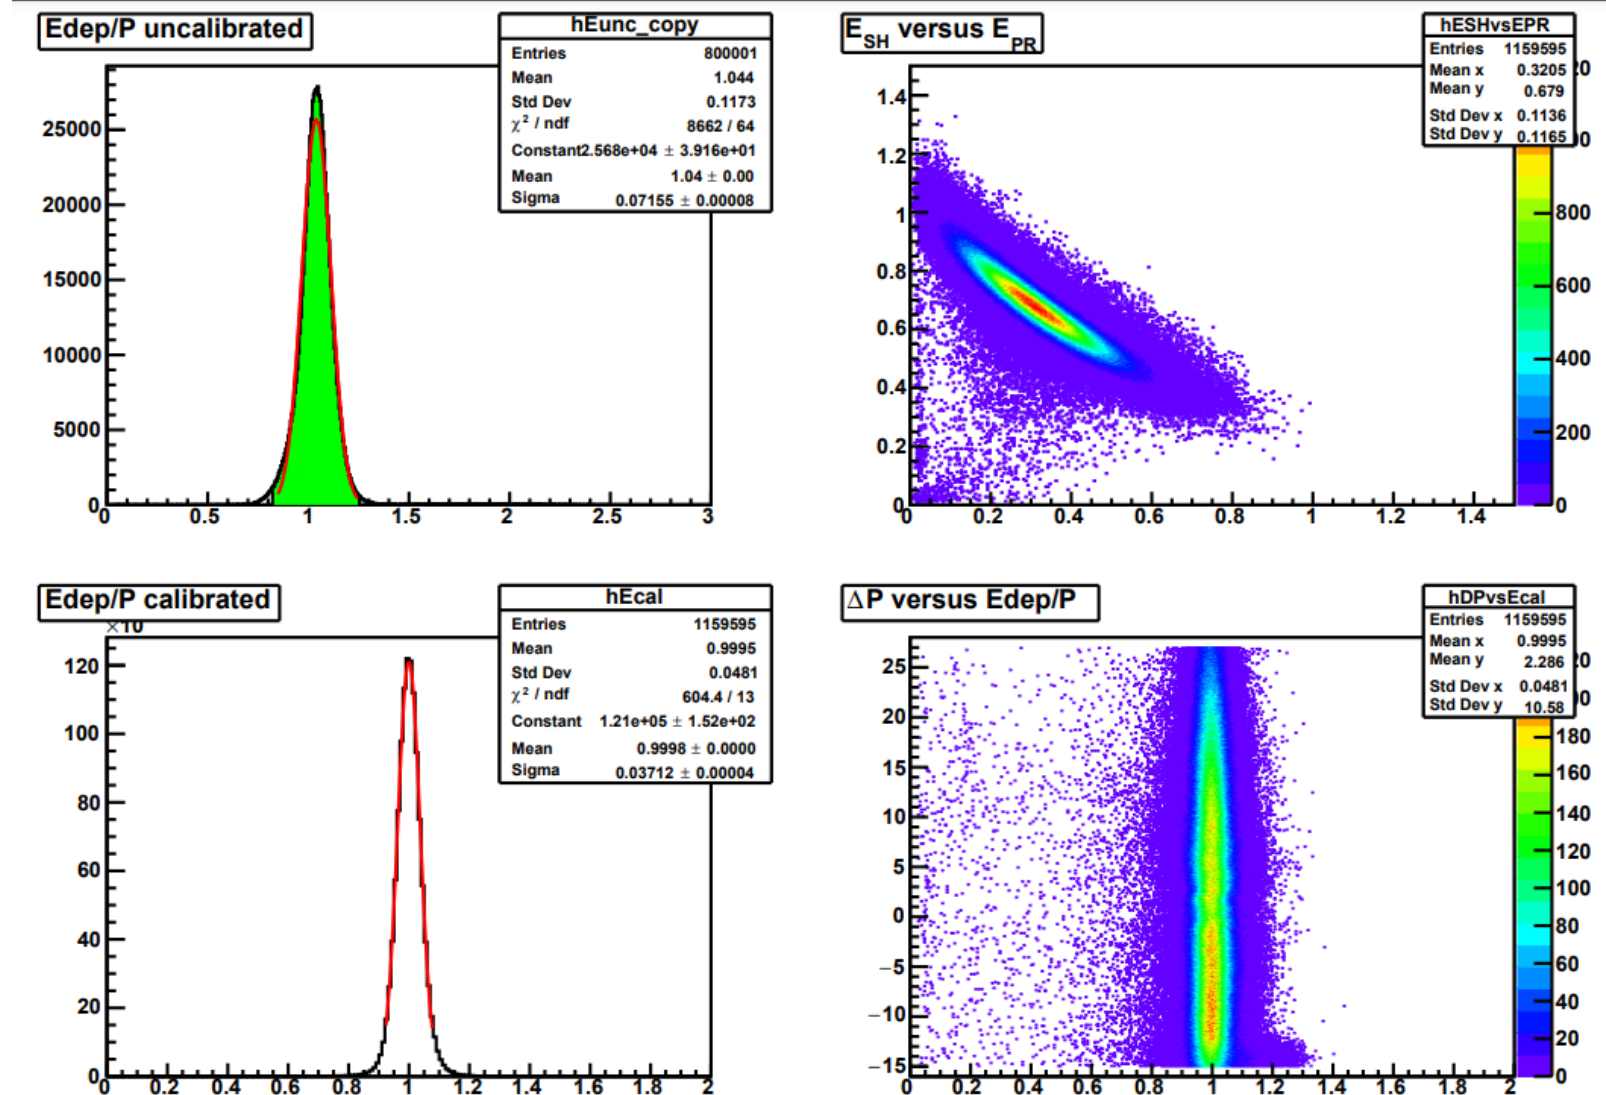 Edep/P uncalibrated
hEunc_copy
Entries 800001
Mean 1.044
Std Dev 0.1173
χ² / ndf 8662 / 64
Constant2.568e+04 ± 3.916e+01
Mean 1.04 ± 0.00
Sigma 0.07155 ± 0.00008
25000
20000
15000
10000
5000
0
0 0.5 1 1.5 2 2.5 3
E_SH versus E_PR
hESHvsEPR
Entries 1159595
Mean x 0.3205
Mean y 0.679
Std Dev x 0.1136
Std Dev y 0.1165
1.4
1.2
1
0.8
0.6
0.4
0.2
0
0 0.2 0.4 0.6 0.8 1 1.2 1.4
800
600
400
200
0
Edep/P calibrated
×10
hEcal
Entries 1159595
Mean 0.9995
Std Dev 0.0481
χ² / ndf 604.4 / 13
Constant 1.21e+05 ± 1.52e+02
Mean 0.9998 ± 0.0000
Sigma 0.03712 ± 0.00004
120
100
80
60
40
20
0
0 0.2 0.4 0.6 0.8 1 1.2 1.4 1.6 1.8 2
ΔP versus Edep/P
hDPvsEcal
Entries 1159595
Mean x 0.9995
Mean y 2.286
Std Dev x 0.0481
Std Dev y 10.58
25
20
15
10
5
0
−5
−10
−15
0 0.2 0.4 0.6 0.8 1 1.2 1.4 1.6 1.8 2
180
160
140
120
100
80
60
40
20
0